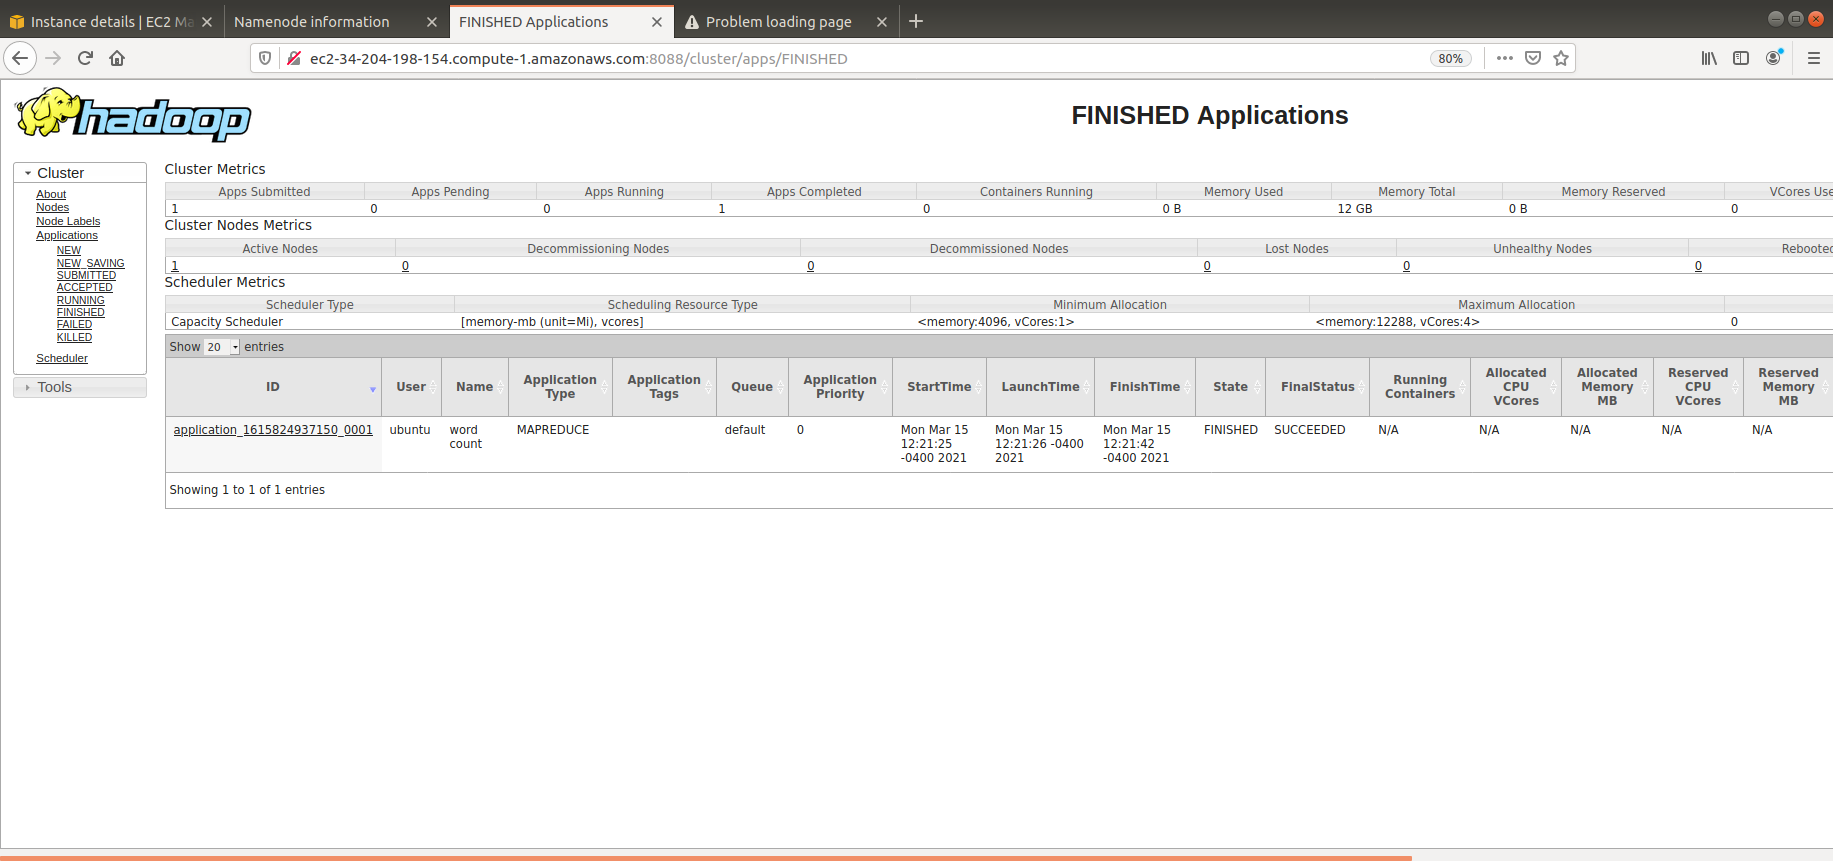 Instance details | EC2 Ma
Namenode information
FINISHED Applications
Problem loading page
ec2-34-204-198-154.compute-1.amazonaws.com:8088/cluster/apps/FINISHED
80%
hadoop
FINISHED Applications
Cluster
About
Nodes
Node Labels
Applications
NEW
NEW_SAVING
SUBMITTED
ACCEPTED
RUNNING
FINISHED
FAILED
KILLED
Scheduler
Tools
Cluster Metrics
Apps Submitted Apps Pending Apps Running Apps Completed Containers Running Memory Used Memory Total Memory Reserved VCores Use
1 0 0 1 0 0 B 12 GB 0 B 0
Cluster Nodes Metrics
Active Nodes Decommissioning Nodes Decommissioned Nodes Lost Nodes Unhealthy Nodes Rebooted
1 0 0 0 0 0
Scheduler Metrics
Scheduler Type Scheduling Resource Type Minimum Allocation Maximum Allocation
Capacity Scheduler [memory-mb (unit=Mi), vcores] <memory:4096, vCores:1> <memory:12288, vCores:4> 0
Show 20 entries
ID
User
Name
Application
Type
Application
Tags
Queue
Application
Priority
StartTime
LaunchTime
FinishTime
State
FinalStatus
Running
Containers
Allocated
CPU
VCores
Allocated
Memory
MB
Reserved
CPU
VCores
Reserved
Memory
MB
application_1615824937150_0001
ubuntu
word
count
MAPREDUCE
default
0
Mon Mar 15
12:21:25
-0400 2021
Mon Mar 15
12:21:26 -0400
2021
Mon Mar 15
12:21:42
-0400 2021
FINISHED
SUCCEEDED
N/A
N/A
N/A
N/A
N/A
Showing 1 to 1 of 1 entries